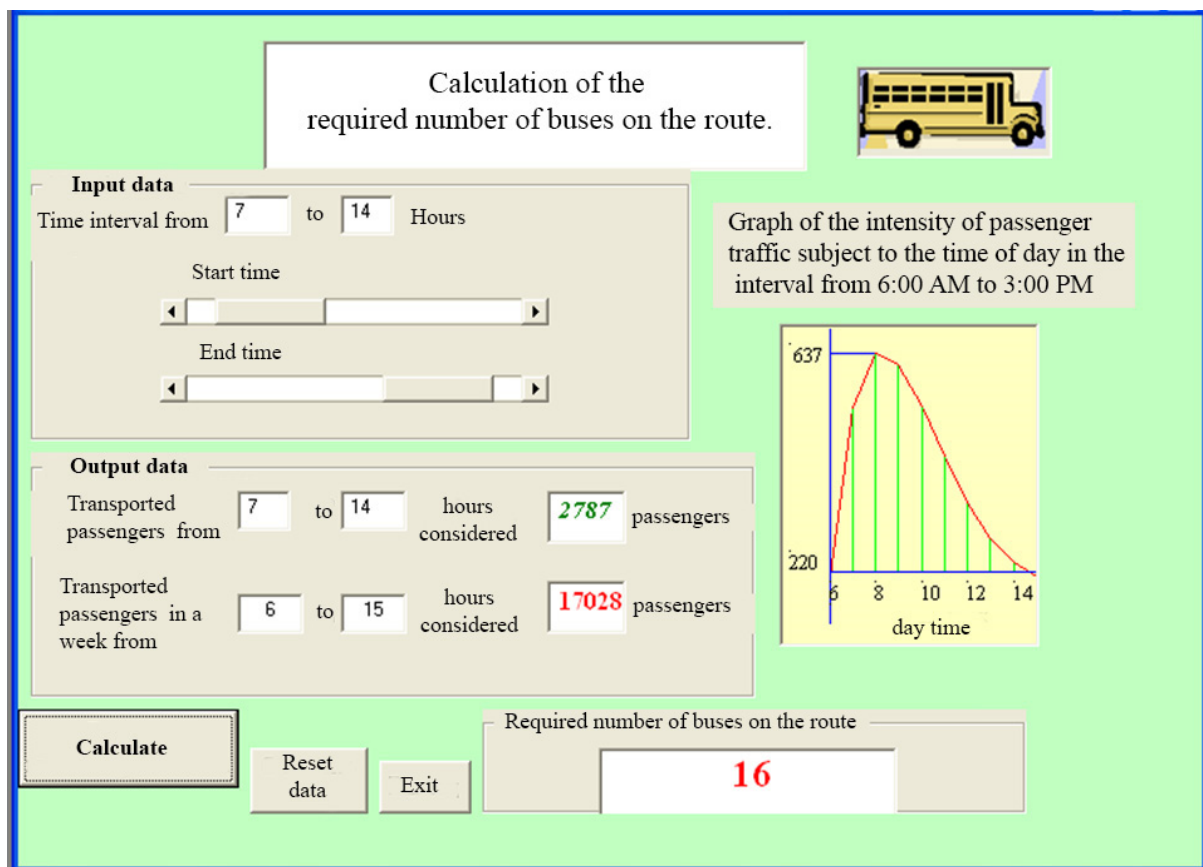 Calculation of the
required number of buses on the route.
Input data
Time interval from 7 to 14 Hours
Start time
End time
Graph of the intensity of passenger
traffic subject to the time of day in the
interval from 6:00 AM to 3:00 PM
637
220
6 8 10 12 14
day time
Output data
Transported
passengers from
7 to 14
hours
considered
2787 passengers
Transported
passengers in a
week from
6 to 15
hours
considered
17028 passengers
Calculate
Reset
data
Exit
Required number of buses on the route
16